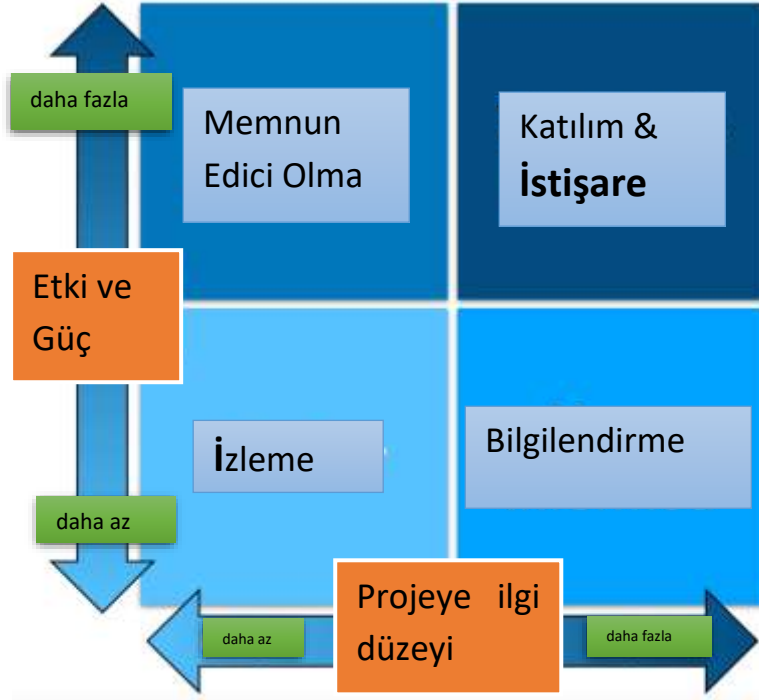 daha fazla
Memnun
Edici Olma
Katılım &
İstişare
Etki ve
Güç
İzleme
Bilgilendirme
daha az
Projeye ilgi
düzeyi
daha az
daha fazla